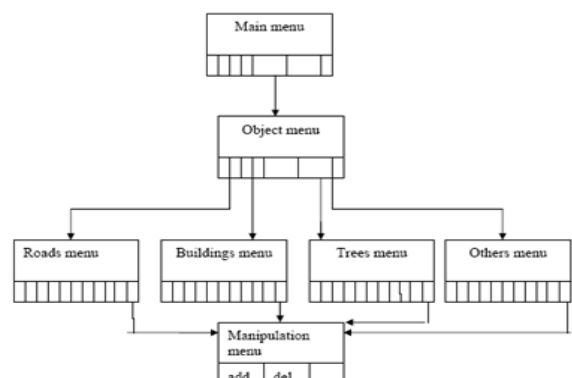 Main menu
Object menu
Roads menu
Buildings menu
Trees menu
Others menu
Manipulation
menu
add
del